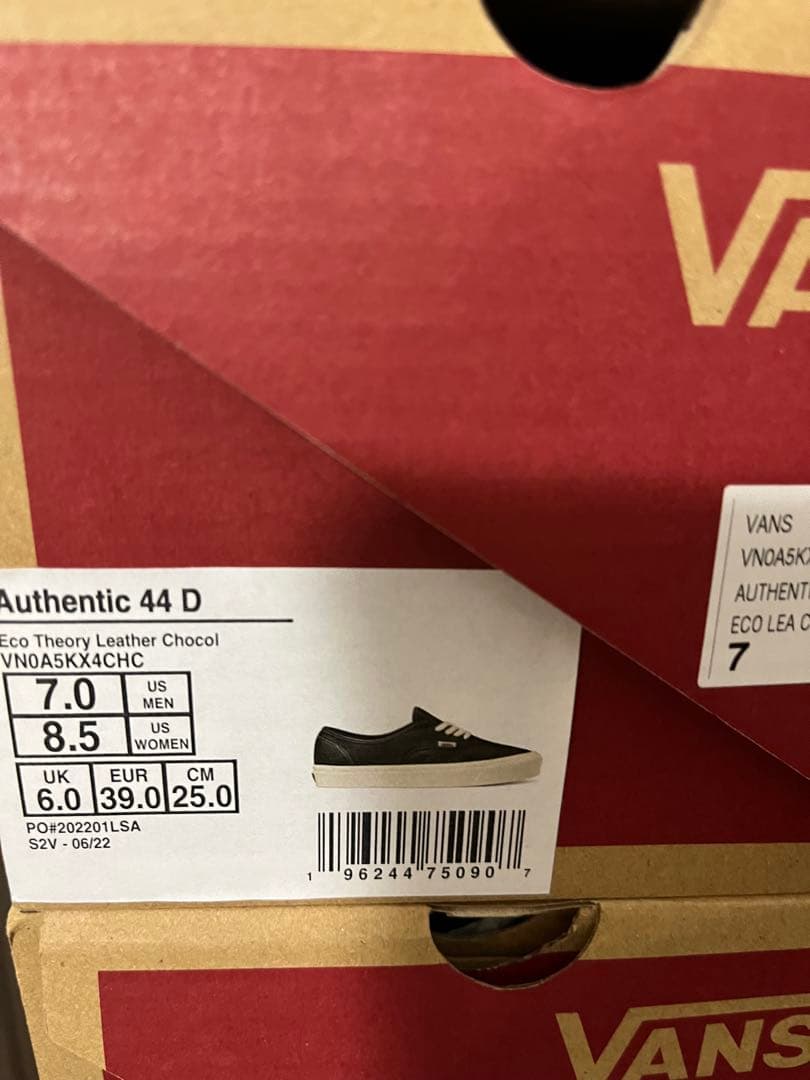 VA
VANS
VN0A5KX
AUTHENTI
ECO LEA C
7
Authentic 44 D
Eco Theory Leather Chocol
VN0A5KX4CHC
7.0 US MEN
8.5 US WOMEN
UK EUR CM
6.0 39.0 25.0
PO#202201LSA
S2V - 06/22
1 96244 75090 7
VANS